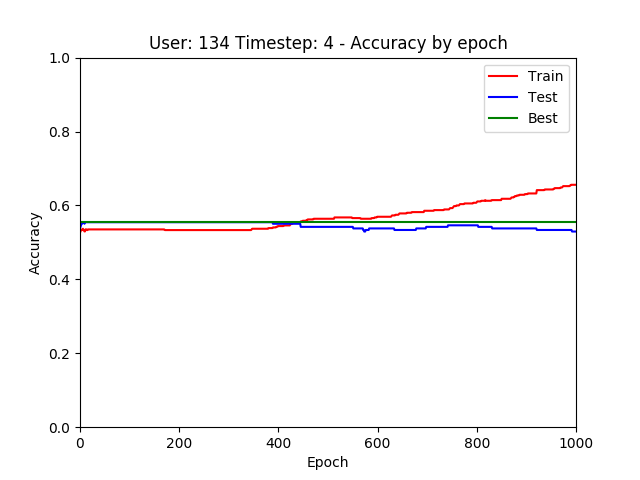 User: 134 Timestep: 4 - Accuracy by epoch
Train
Test
Best
1.0
0.8
0.6
0.4
0.2
0.0
Accuracy
0 200 400 600 800 1000
Epoch